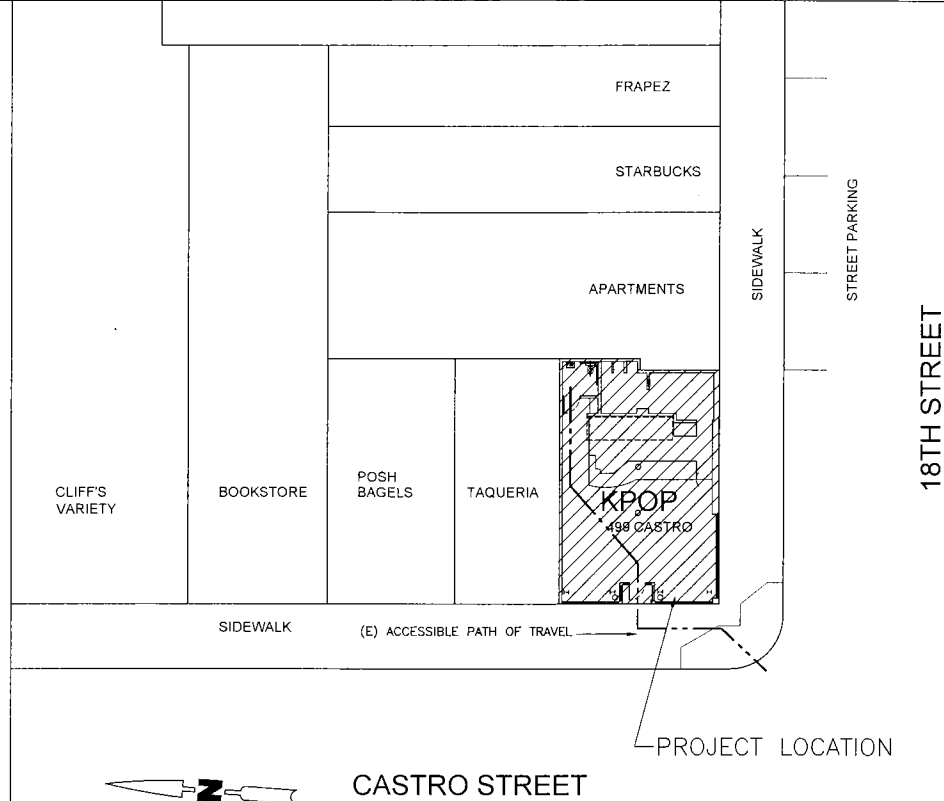 FRAPEZ
STARBUCKS
SIDEWALK
STREET PARKING
APARTMENTS
18TH STREET
CLIFF'S
VARIETY
BOOKSTORE
POSH
BAGELS
TAQUERIA
KPOP
499 CASTRO
SIDEWALK
(E) ACCESSIBLE PATH OF TRAVEL
PROJECT LOCATION
N
CASTRO STREET